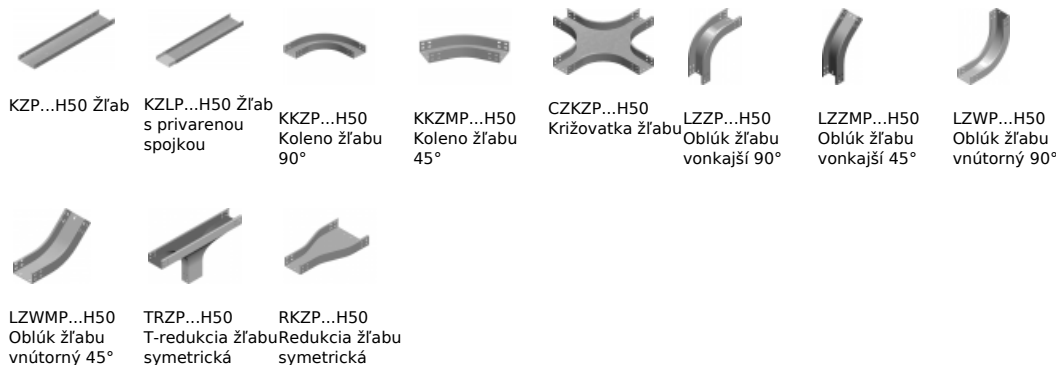 KZP...H50 Žľab
KZLP...H50 Žľab
s privarenou
spojkou
KKZP...H50
Koleno žľabu
90°
KKZMP...H50
Koleno žľabu
45°
CZKZP...H50
Križovatka žľabu
LZZP...H50
Oblúk žľabu
vonkajší 90°
LZZMP...H50
Oblúk žľabu
vonkajší 45°
LZWP...H50
Oblúk žľabu
vnútorný 90°
LZWMP...H50
Oblúk žľabu
vnútorný 45°
TRZP...H50
T-redukcia žľabu
symetrická
RKZP...H50
Redukcia žľabu
symetrická